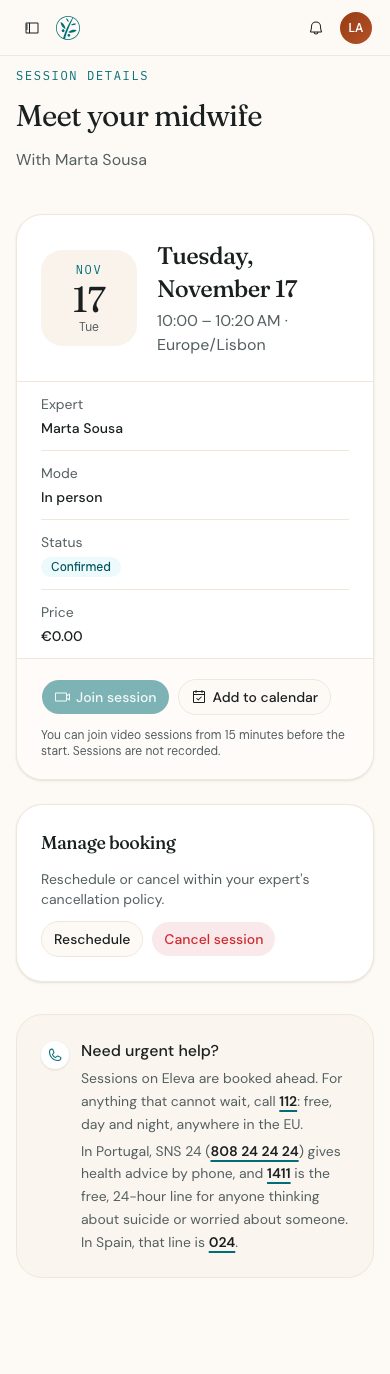 LA
SESSION DETAILS
Meet your midwife
With Marta Sousa
NOV
17
Tue
Tuesday,
November 17
10:00 – 10:20 AM ·
Europe/Lisbon
Expert
Marta Sousa
Mode
In person
Status
Confirmed
Price
€0.00
Join session
Add to calendar
You can join video sessions from 15 minutes before the
start. Sessions are not recorded.
Manage booking
Reschedule or cancel within your expert's
cancellation policy.
Reschedule
Cancel session
Need urgent help?
Sessions on Eleva are booked ahead. For
anything that cannot wait, call 112: free,
day and night, anywhere in the EU.
In Portugal, SNS 24 (808 24 24 24) gives
health advice by phone, and 1411 is the
free, 24-hour line for anyone thinking
about suicide or worried about someone.
In Spain, that line is 024.